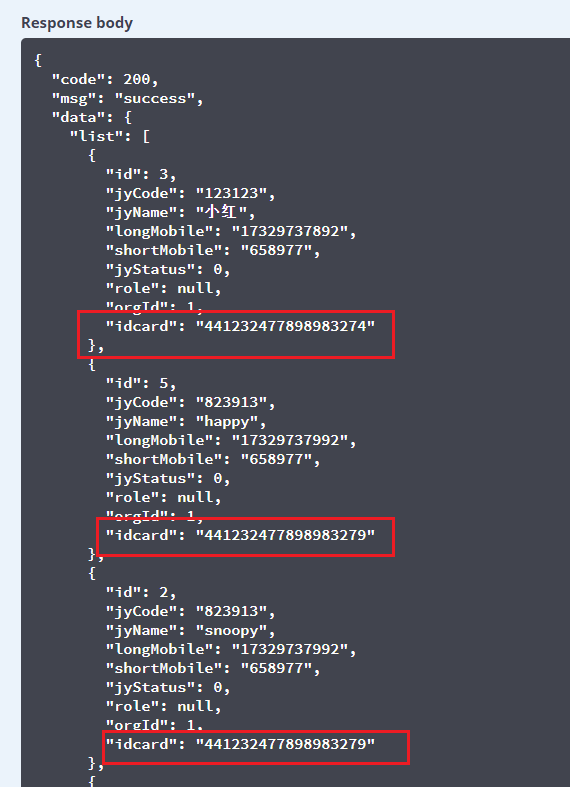 Response body
{
"code": 200,
"msg": "success",
"data": {
"list": [
{
"id": 3,
"jyCode": "123123",
"jyName": "小红",
"longMobile": "17329737892",
"shortMobile": "658977",
"jyStatus": 0,
"role": null,
"orgId": 1,
"idcard": "441232477898983274"
},
{
"id": 5,
"jyCode": "823913",
"jyName": "happy",
"longMobile": "17329737992",
"shortMobile": "658977",
"jyStatus": 0,
"role": null,
"orgId": 1,
"idcard": "441232477898983279"
},
{
"id": 2,
"jyCode": "823913",
"jyName": "snoopy",
"longMobile": "17329737992",
"shortMobile": "658977",
"jyStatus": 0,
"role": null,
"orgId": 1,
"idcard": "441232477898983279"
},
{